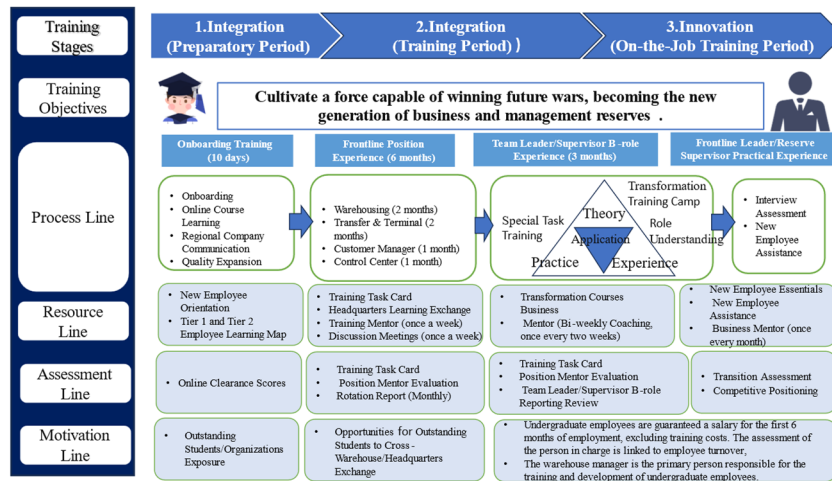 Training
Stages
1.Integration
(Preparatory Period)
2.Integration
(Training Period) )
3.Innovation
(On-the-Job Training Period)
Training
Objectives
Cultivate a force capable of winning future wars, becoming the new
generation of business and management reserves .
Process Line
Onboarding Training
(10 days)
Frontline Position
Experience (6 months)
Team Leader/Supervisor B -role
Experience (3 months)
Frontline Leader/Reserve
Supervisor Practical Experience
• Onboarding
• Online Course
Learning
• Regional Company
Communication
• Quality Expansion
• Warehousing (2 months)
• Transfer & Terminal (2
months)
• Customer Manager (1 month)
• Control Center (1 month)
Special Task
Training
Theory
Application
Practice
Experience
Transformation
Training Camp
Role
Understanding
• Interview
Assessment
• New
Employee
Assistance
Resource
Line
• New Employee
Orientation
• Tier 1 and Tier 2
Employee Learning Map
• Training Task Card
• Headquarters Learning Exchange
• Training Mentor (once a week)
• Discussion Meetings (once a week)
• Transformation Courses
Business
• Mentor (Bi-weekly Coaching,
once every two weeks)
• New Employee Essentials
• New Employee
Assistance
• Business Mentor (once
every month)
Assessment
Line
• Online Clearance Scores
• Training Task Card
• Position Mentor Evaluation
• Rotation Report (Monthly)
• Training Task Card
• Position Mentor Evaluation
• Team Leader/Supervisor B-role
Reporting Review
• Transition Assessment
• Competitive Positioning
Motivation
Line
• Outstanding
Students/Organizations
Exposure
• Opportunities for Outstanding
Students to Cross -
Warehouse/Headquarters
Exchange
• Undergraduate employees are guaranteed a salary for the first 6
months of employment, excluding training costs. The assessment of
the person in charge is linked to employee turnover,
• The warehouse manager is the primary person responsible for the
training and development of undergraduate employees.